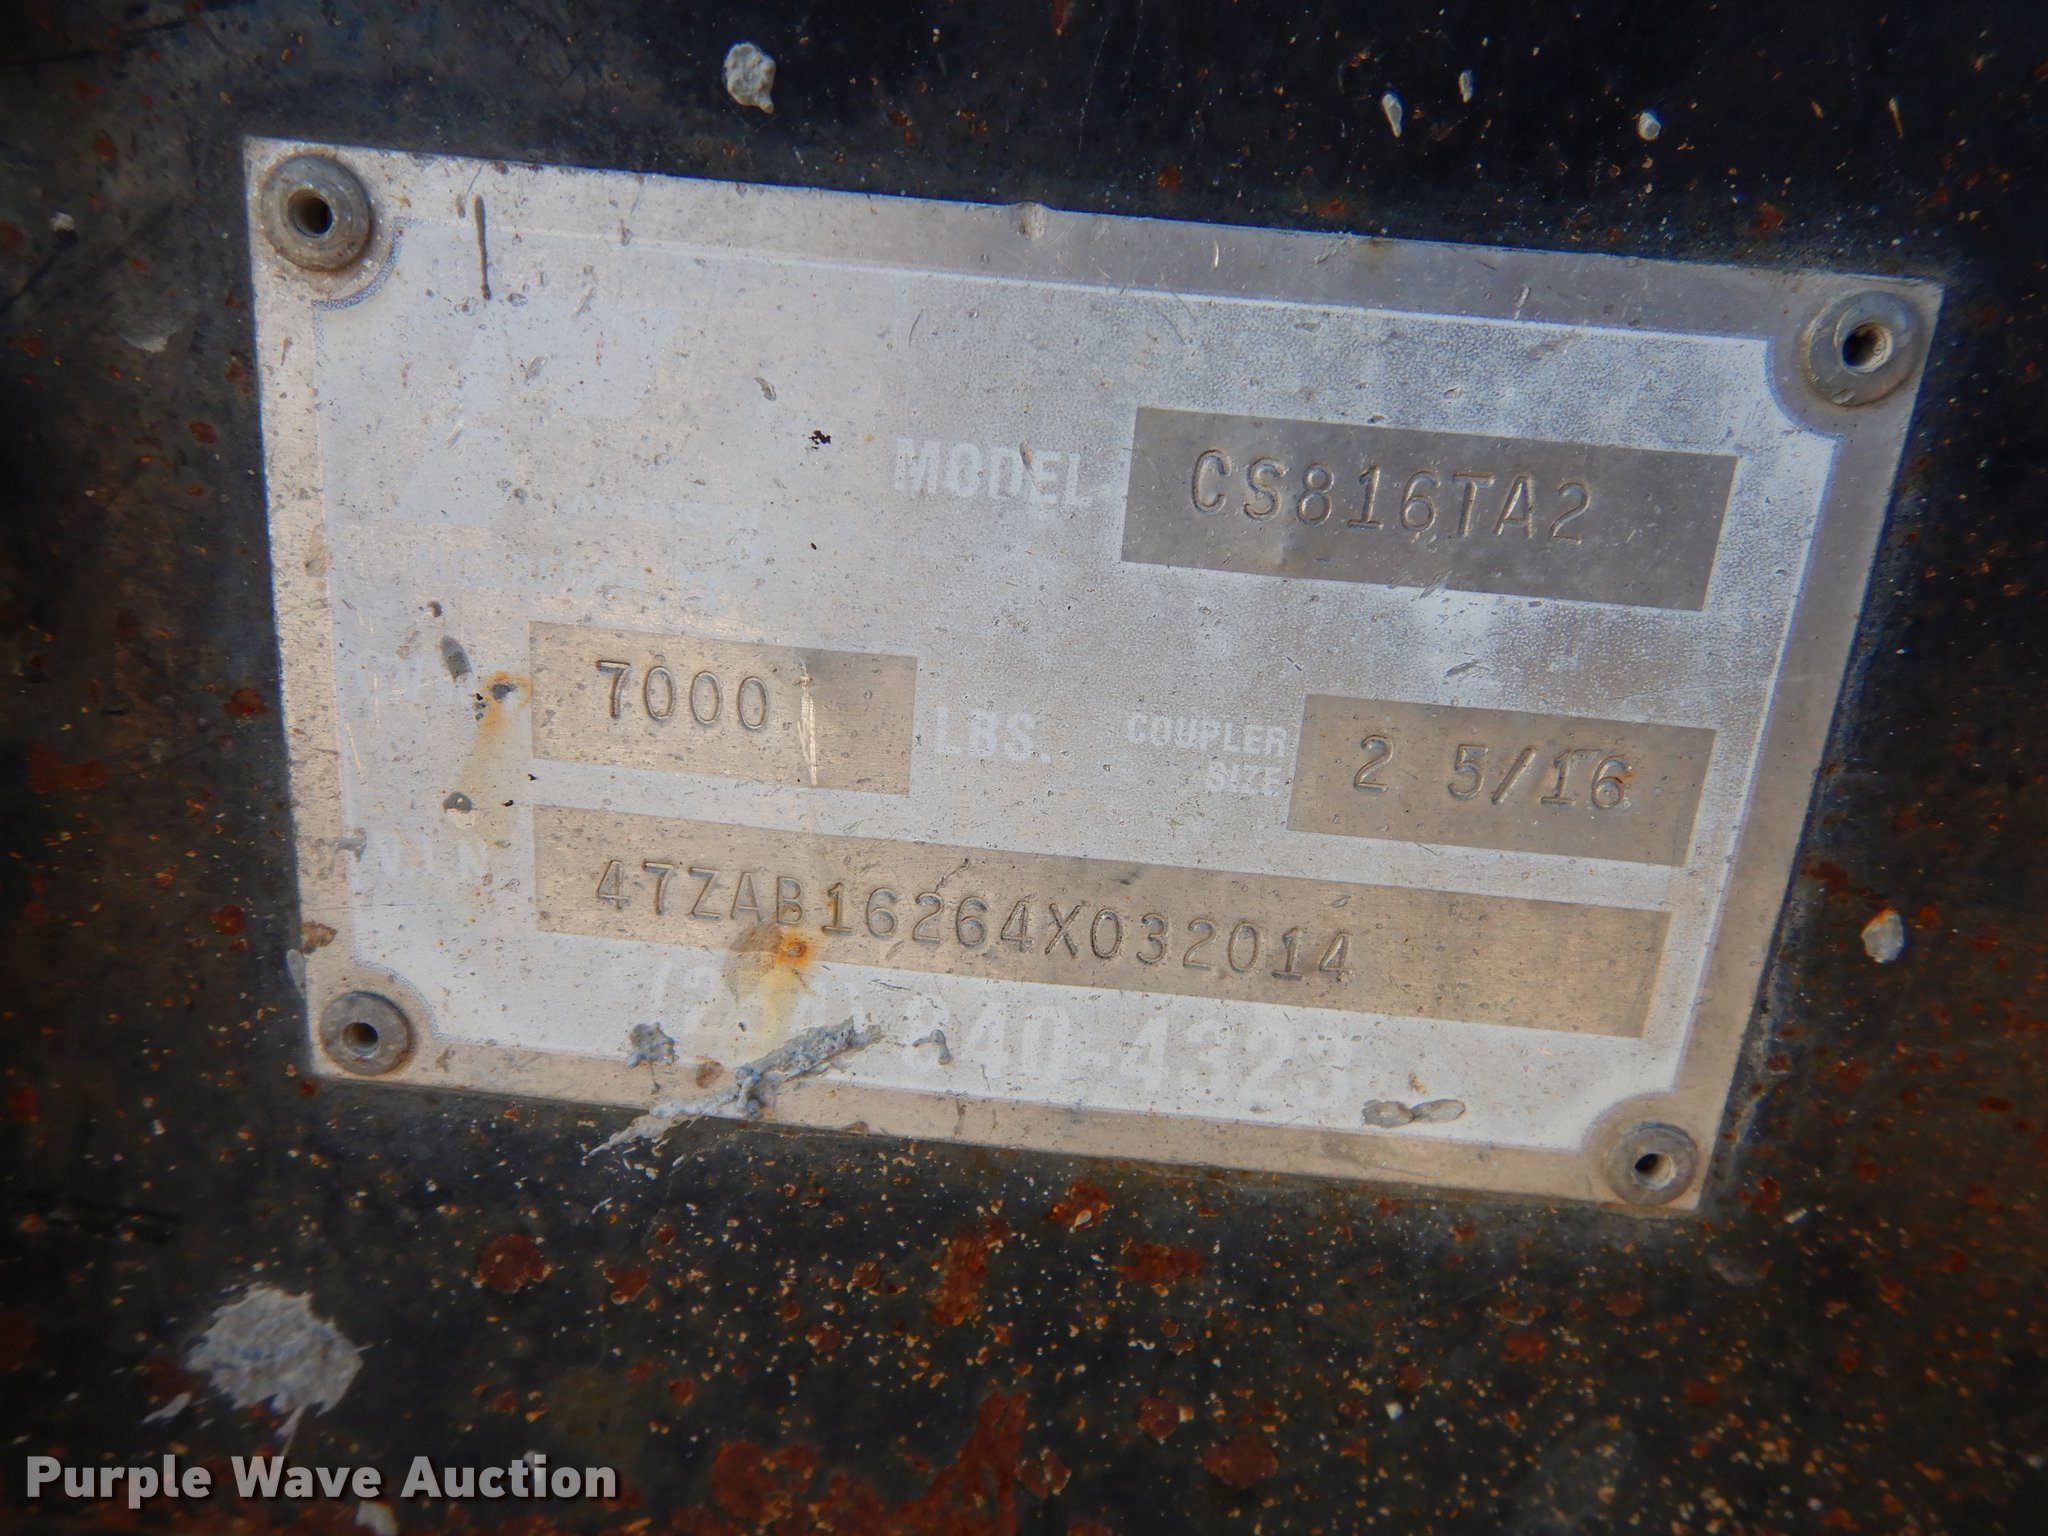 MODEL CS816TA2
7000 LBS. COUPLER SIZE 2 5/16
47ZAB16264X032014
840-4323
Purple Wave Auction